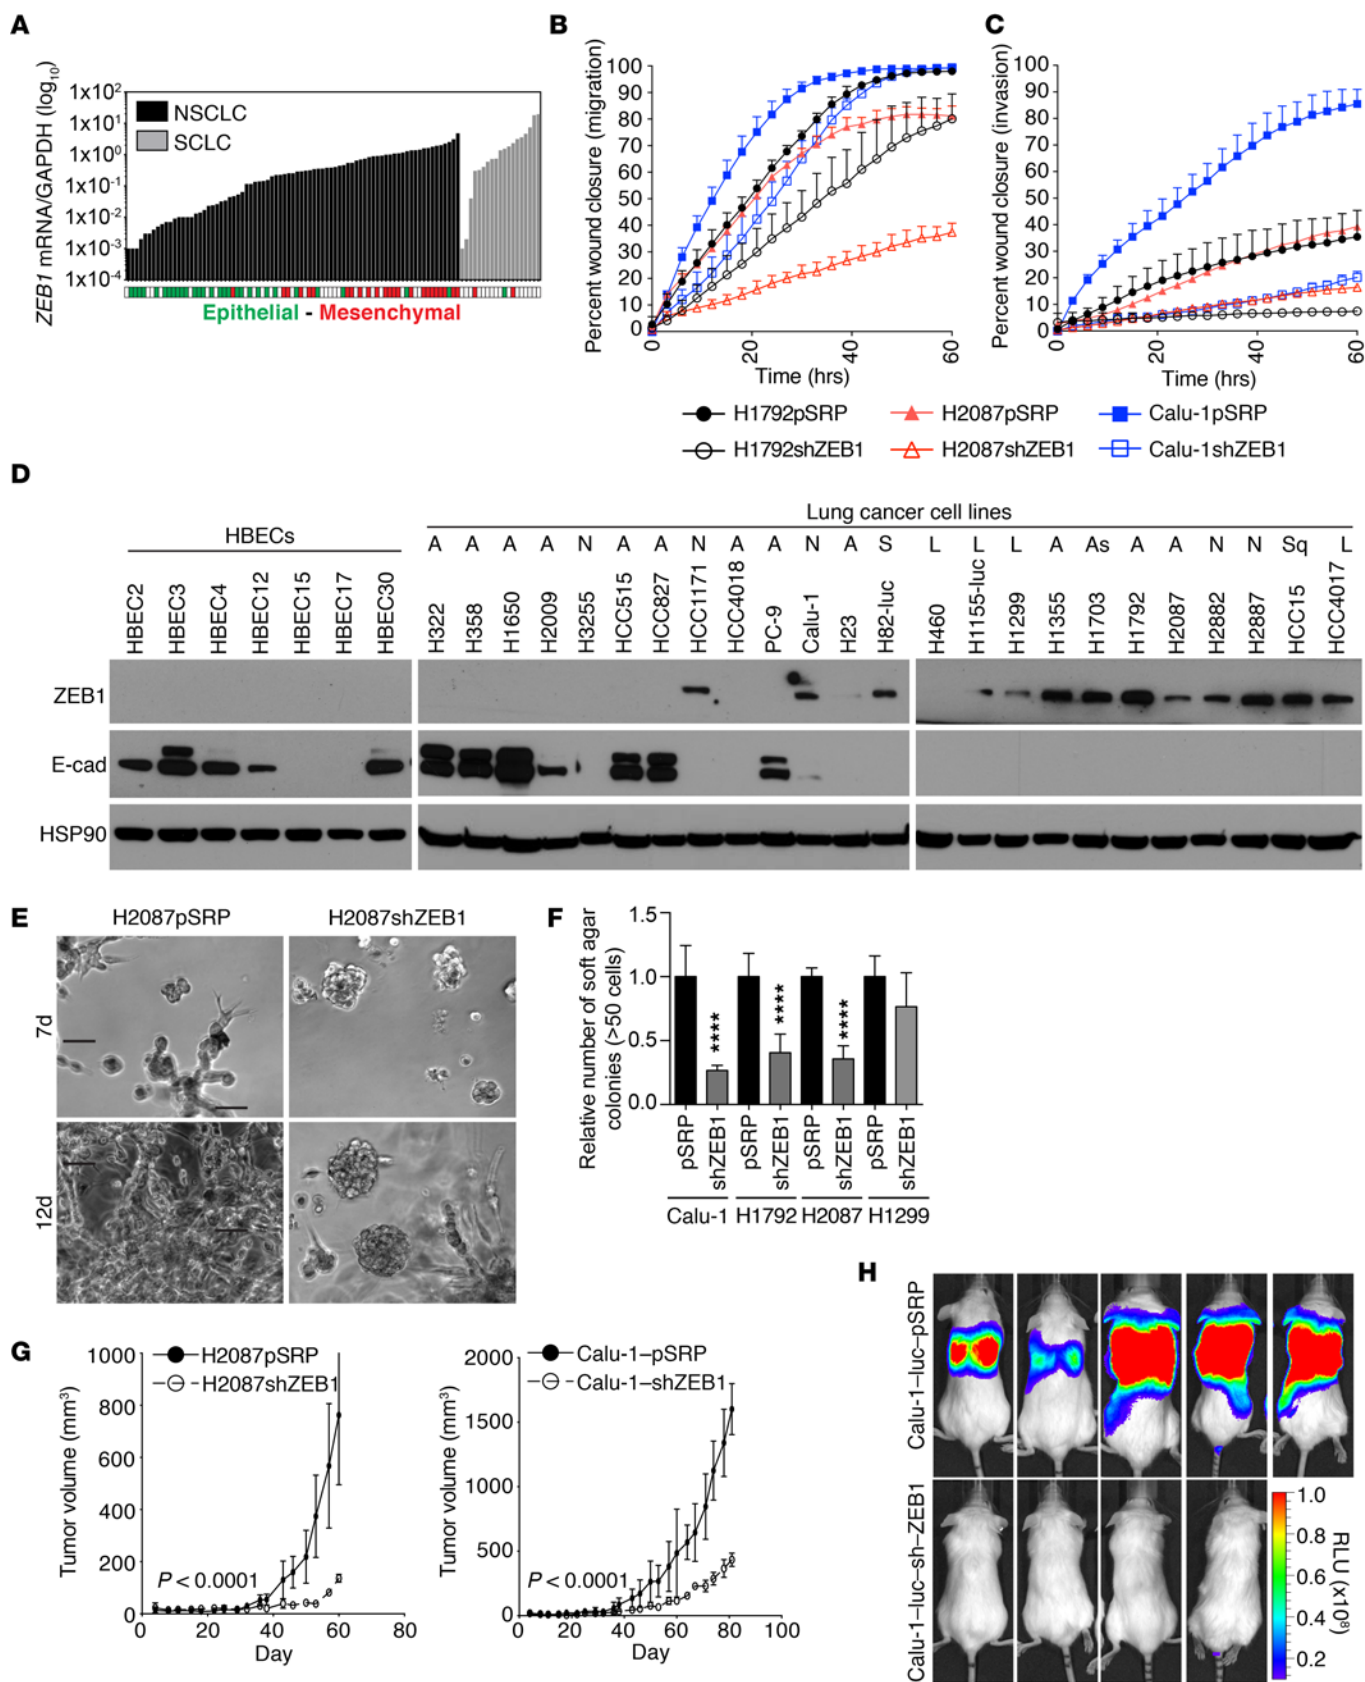 A
ZEB1 mRNA/GAPDH (log10)
1x10^2
1x10^1
1x10^0
1x10^-1
1x10^-2
1x10^-3
1x10^-4
NSCLC
SCLC
Epithelial - Mesenchymal
B
Percent wound closure (migration)
100
90
80
70
60
50
40
30
20
10
0
0 20 40 60
Time (hrs)
C
Percent wound closure (invasion)
100
90
80
70
60
50
40
30
20
10
0
0 20 40 60
Time (hrs)
H1792pSRP H2087pSRP Calu-1pSRP
H1792shZEB1 H2087shZEB1 Calu-1shZEB1
D
Lung cancer cell lines
HBECs
A A A A N A A N A A N A S L L L A As A A N N Sq L
HBEC2 HBEC3 HBEC4 HBEC12 HBEC15 HBEC17 HBEC30 H322 H358 H1650 H2009 H3255 HCC515 HCC827 HCC1171 HCC4018 PC-9 Calu-1 H23 H82-luc H460 H1155-luc H1299 H1355 H1703 H1792 H2087 H2882 H2887 HCC15 HCC4017
ZEB1
E-cad
HSP90
E
H2087pSRP H2087shZEB1
7d
12d
F
Relative number of soft agar
colonies (>50 cells)
1.5
1.0
0.5
0.0
**** **** ****
pSRP shZEB1 pSRP shZEB1 pSRP shZEB1 pSRP shZEB1
Calu-1 H1792 H2087 H1299
G
Tumor volume (mm3)
1000
800
600
400
200
0
H2087pSRP
H2087shZEB1
P < 0.0001
0 20 40 60 80
Day
Tumor volume (mm3)
2000
1500
1000
500
0
Calu-1–pSRP
Calu-1–shZEB1
P < 0.0001
0 20 40 60 80 100
Day
H
Calu-1–luc–pSRP
Calu-1–luc–sh–ZEB1
1.0
0.8
0.6
0.4
0.2
RLU (x10^8)